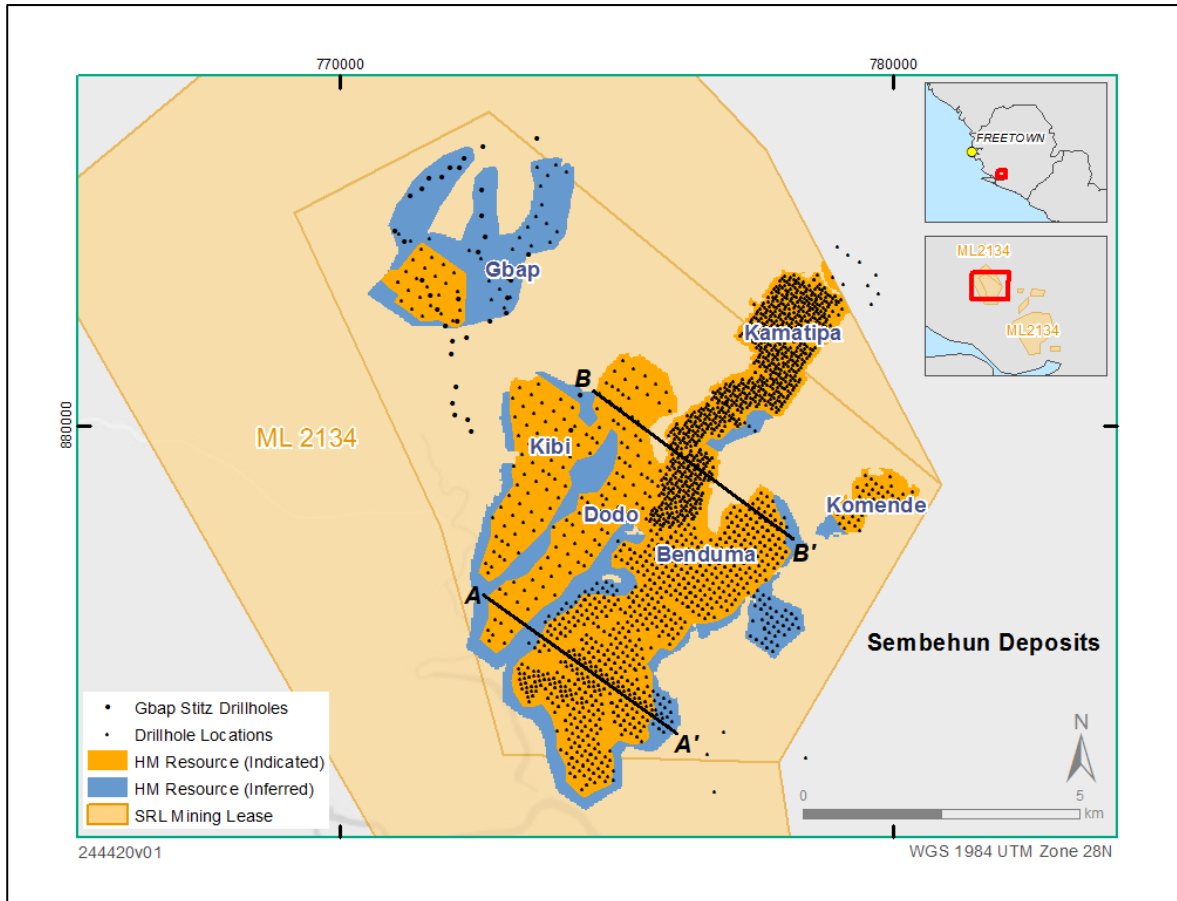 770000
780000
FREETOWN
ML2134
ML2134
Gbap
Kamatipa
B
880000
ML 2134
Kibi
Komende
Dodo
Benduma
B'
A
Sembehun Deposits
A'
Gbap Stitz Drillholes
Drillhole Locations
HM Resource (Indicated)
HM Resource (Inferred)
SRL Mining Lease
N
0
5
km
244420v01
WGS 1984 UTM Zone 28N
880000